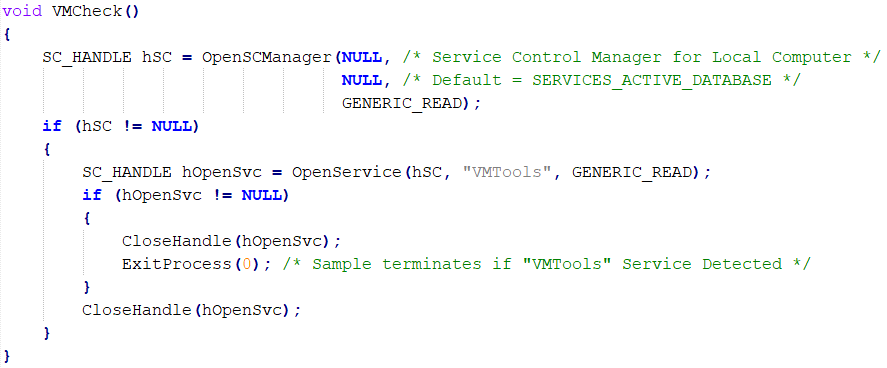 void VMCheck()
{
    SC_HANDLE hSC = OpenSCManager(NULL, /* Service Control Manager for Local Computer */
                                  NULL, /* Default = SERVICES_ACTIVE_DATABASE */
                                  GENERIC_READ);
    if (hSC != NULL)
    {
        SC_HANDLE hOpenSvc = OpenService(hSC, "VMTools", GENERIC_READ);
        if (hOpenSvc != NULL)
        {
            CloseHandle(hOpenSvc);
            ExitProcess(0); /* Sample terminates if "VMTools" Service Detected */
        }
        CloseHandle(hOpenSvc);
    }
}